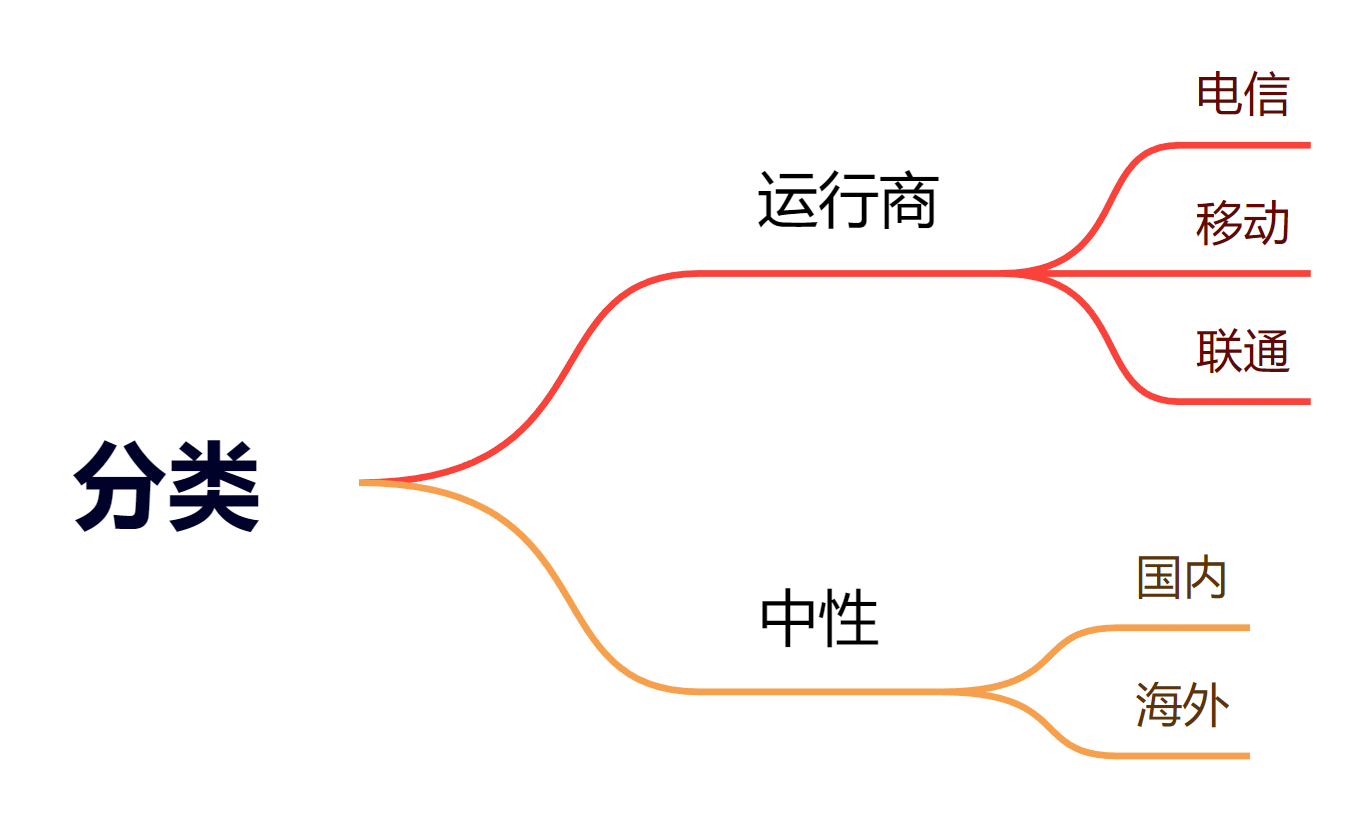 分类
运行商
电信
移动
联通
中性
国内
海外